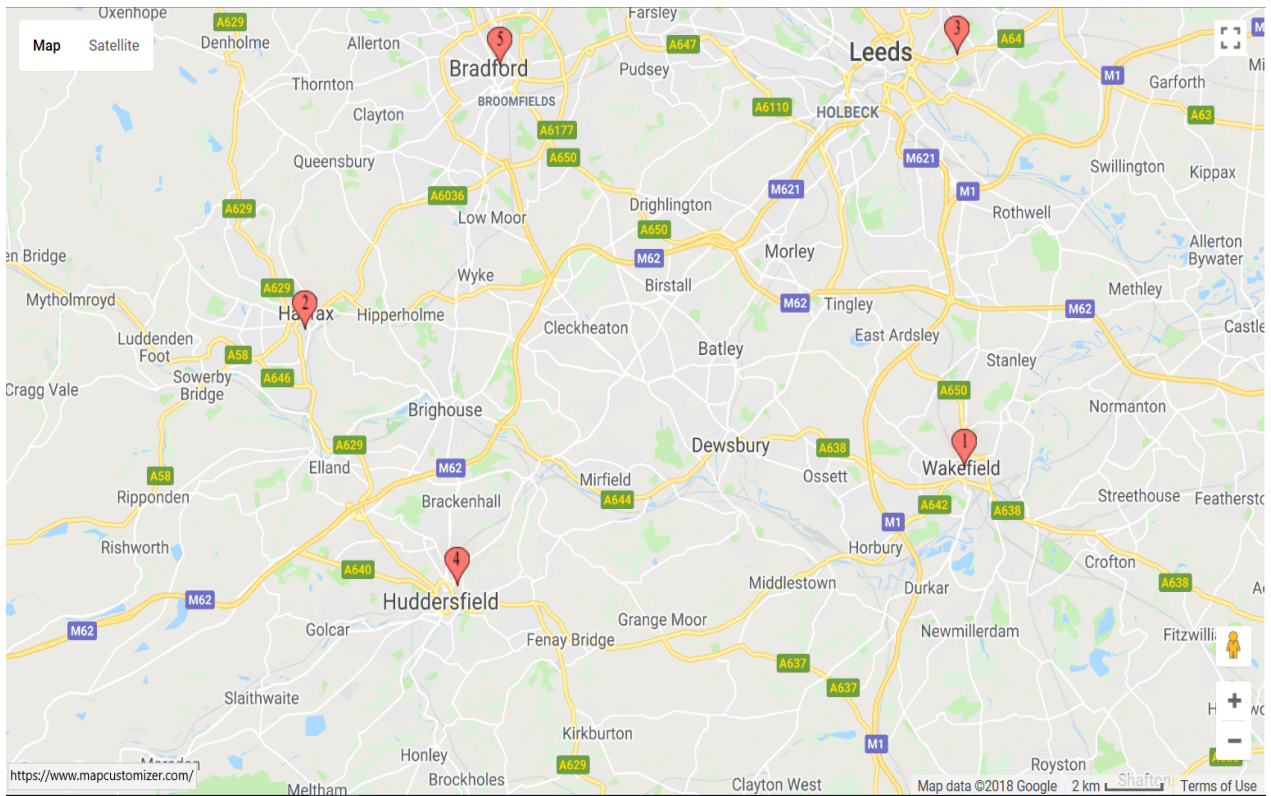 Oxenhope
A629
Farsley
3
A64
M
Map
Satellite
Denholme
Allerton
5
A647
Leeds
Bradford
Pudsey
M1
Garforth
Thornton
BROOMFIELDS
A6110
HOLBECK
A63
Clayton
A6177
Queensbury
A650
M621
Swillington
Kippax
A6036
M621
M1
A629
Low Moor
Drighlington
Rothwell
A650
Allerton
Bywater
en Bridge
M62
Morley
Wyke
Birstall
A629
Mytholmroyd
2
M62
Tingley
Methley
M62
Hipperholme
Cleckheaton
Castle
Luddenden
Foot
A58
Batley
East Ardsley
Stanley
Sowerby
Bridge
A646
Cragg Vale
A650
Brighouse
Normanton
A629
Dewsbury
A638
1
Elland
M62
Wakefield
A58
Mirfield
Ossett
Ripponden
Brackenhall
A644
A642
A638
Streethouse
Feathersto
M1
Rishworth
Horbury
4
A640
Crofton
Middlestown
Durkar
A638
M62
Huddersfield
M62
Golcar
Grange Moor
Newmillerdam
Fitzwillia
Fenay Bridge
A637
A637
Slaithwaite
Kirkburton
M1
Honley
A629
Royston
https://www.mapcustomizer.com/
Brockholes
Clayton West
Meltham
Map data ©2018 Google
2 km
Shafton
Terms of Use